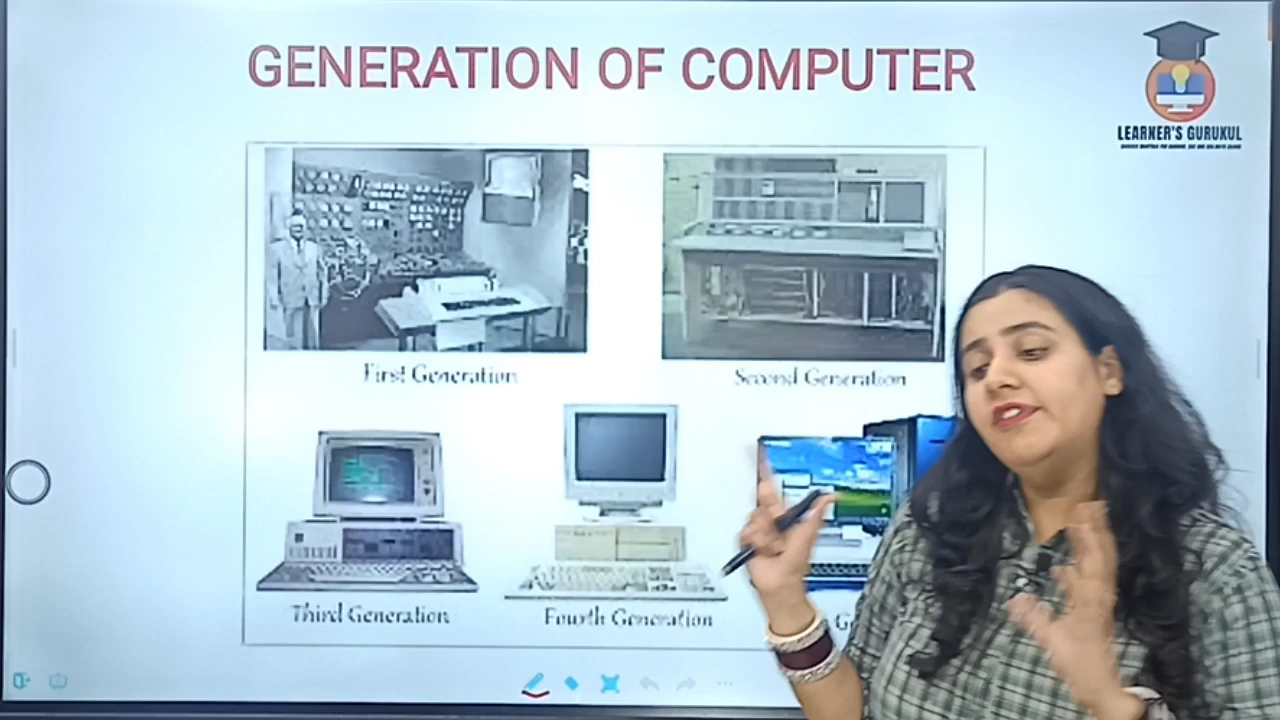 GENERATION OF COMPUTER
LEARNER'S GURUKUL
First Generation
Second Generation
Third Generation
Fourth Generation